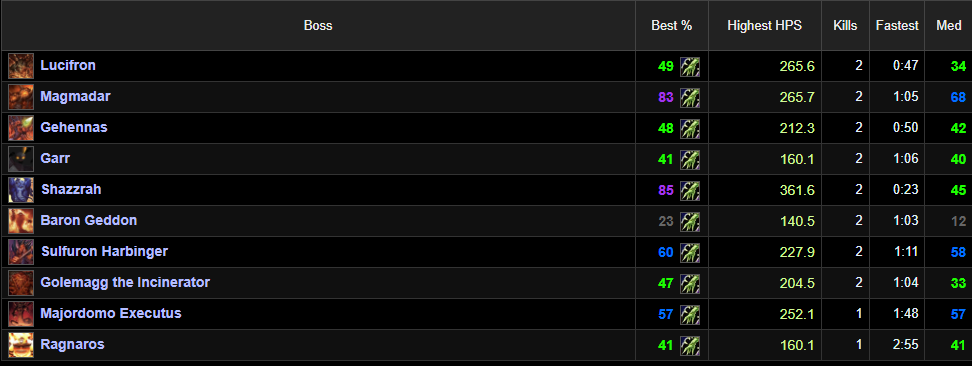 Boss Best % Highest HPS Kills Fastest Med
Lucifron 49 265.6 2 0:47 34
Magmadar 83 265.7 2 1:05 68
Gehennas 48 212.3 2 0:50 42
Garr 41 160.1 2 1:06 40
Shazzrah 85 361.6 2 0:23 45
Baron Geddon 23 140.5 2 1:03 12
Sulfuron Harbinger 60 227.9 2 1:11 58
Golemagg the Incinerator 47 204.5 2 1:04 33
Majordomo Executus 57 252.1 1 1:48 57
Ragnaros 41 160.1 1 2:55 41